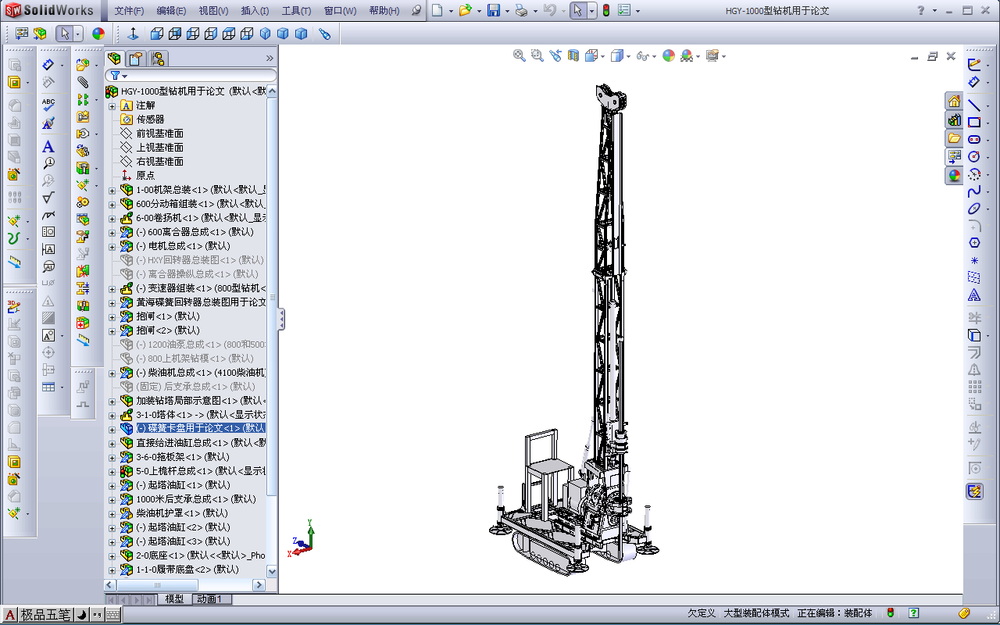 SolidWorks 文件(F) 编辑(E) 视图(V) 插入(I) 工具(T) 窗口(W) 帮助(H) HGY-1000型钻机用于论文
HGY-1000型钻机用于论文 (默认<默
注解
传感器
前视基准面
上视基准面
右视基准面
原点
1-00机架总装<1> (默认<默认_显
600分动箱组装<1> (默认<默认_
6-00卷扬机<1> (默认<默认_显示
(-) 600离合器总成<1> (默认)
(-) 电机总成<1> (默认)
(-) HXY回转器总装图<1> (默认)
(-) 离合器操纵总成<1> (默认)
(-) 变速器组装<1> (800型钻机<
黄海碟簧回转器总装图用于论文
抱闸<1> (默认)
抱闸<2> (默认)
(-) 1200油泵总成<1> (800和500
(-) 800上机架钻模<1> (默认)
(-) 柴油机总成<1> (4100柴油机
(固定) 后支承总成<1> (默认)
加装钻塔局部示意图<1> (默认<
3-1-0塔体<1> -> (默认<显示状态
(-) 碟簧卡盘用于论文<1> (默认
直接给进油缸总成<1> (默认<默
3-6-0拖板架<1> (默认)
5-0上桅杆总成<1> (默认<显示状
(-) 起塔油缸<1> (默认)
1000米后支承总成<1> (默认)
柴油机护罩<1> (默认)
(-) 起塔油缸<2> (默认)
(-) 起塔油缸<3> (默认)
2-0底座<1> (默认<<默认>_Pho
1-1-0履带底盘<2> (默认)
Y
Z
X
模型 动画1
极品五笔 欠定义 大型装配体模式 正在编辑：装配体